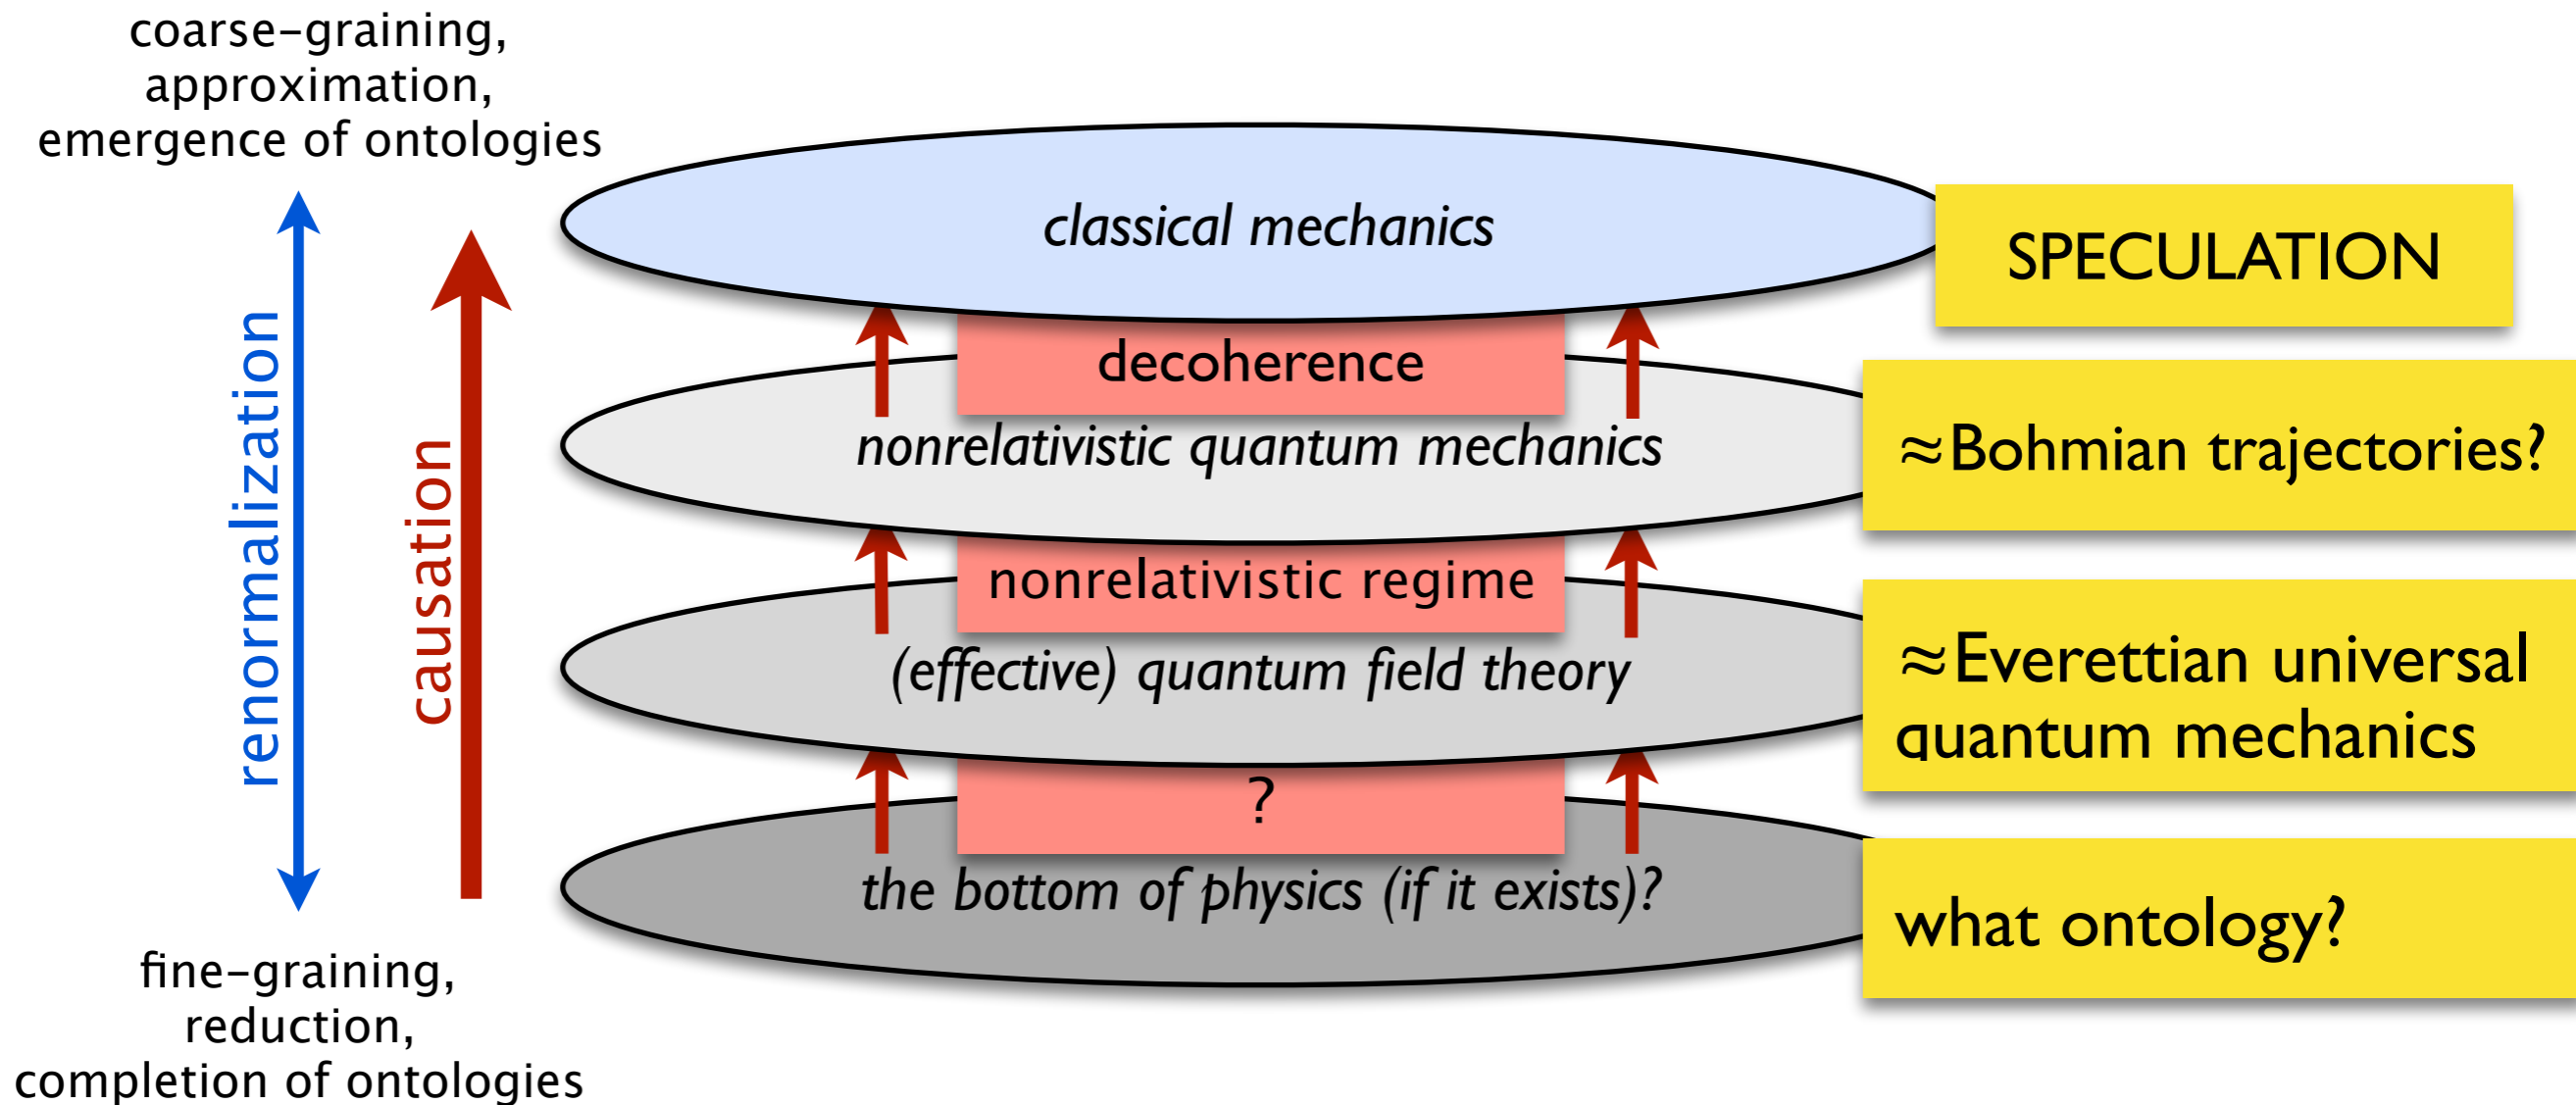 coarse-graining,
approximation,
emergence of ontologies
renormalization
causation
classical mechanics
SPECULATION
decoherence
nonrelativistic quantum mechanics
≈Bohmian trajectories?
nonrelativistic regime
(effective) quantum field theory
≈Everettian universal
quantum mechanics
?
the bottom of physics (if it exists)?
what ontology?
fine-graining,
reduction,
completion of ontologies